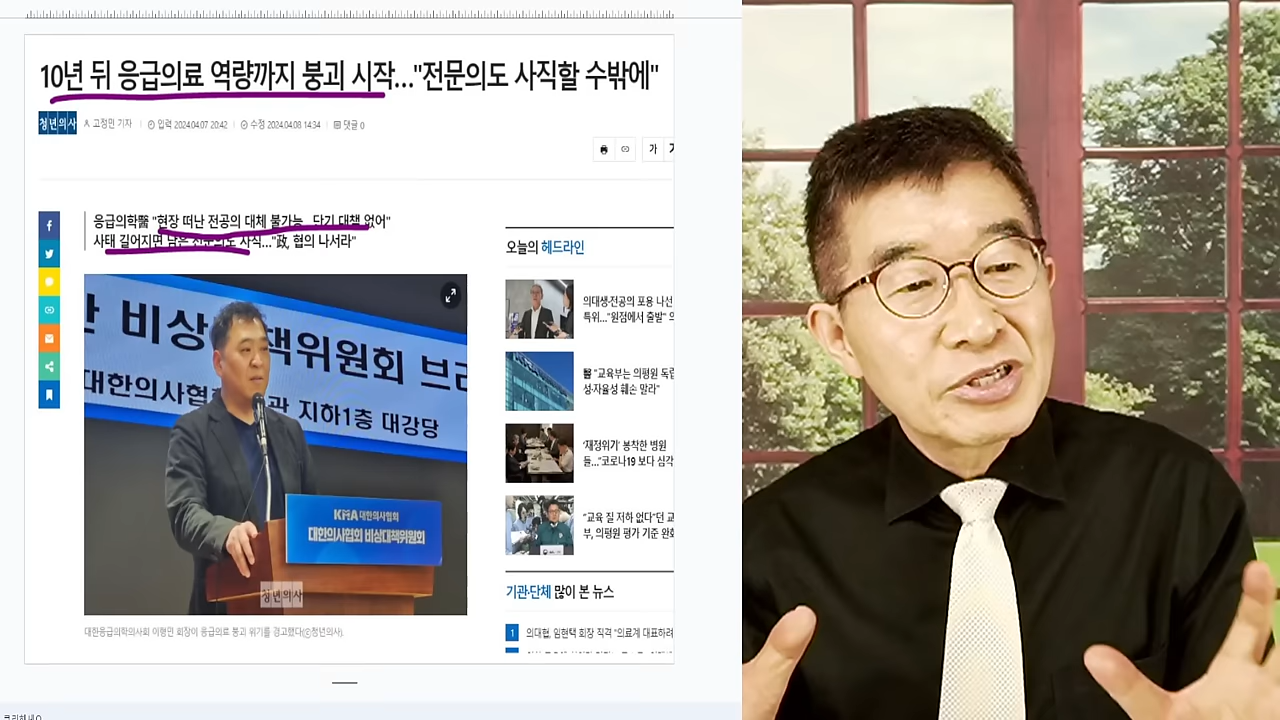 10년 뒤 응급의료 역량까지 붕괴 시작..."전문의도 사직할 수밖에"
청년의사 고정민 기자 입력 2024.04.07 20:42 수정 2024.04.08 14:34 댓글 0
가
응급의학醫 "현장 떠난 전공의 대체 불가능…단기 대책 없어"
사태 길어지면 남은 전문의도 사직…"政, 협의 나서라"
비상 책위원회 브리
대한의사협 관 지하1층 대강당
KMA 대한의사협회
대한의사협회 비상대책위원회
청년의사
대한응급의학의사회 이형민 회장이 응급의료 붕괴 위기를 경고했다(ⓒ청년의사).
오늘의 헤드라인
의대생·전공의 포용 나선
특위…"원점에서 출발" 의
醫 "교육부는 의평원 독립
성·자율성 훼손 말라"
'재정위기' 봉착한 병원
들…"코로나19 보다 심각
"교육 질 저하 없다"던 교
부, 의평원 평가 기준 완화
기관·단체 많이 본 뉴스
1 의대협, 임현택 회장 직격 "의료계 대표하려